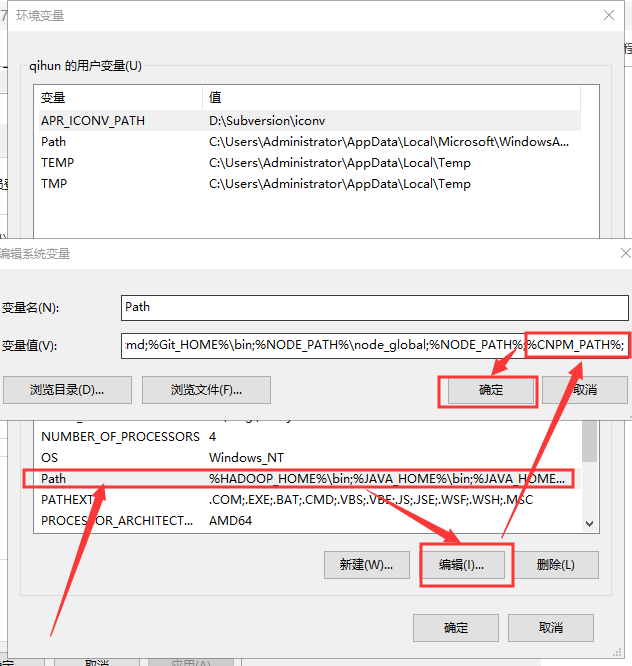 环境变量
qihun 的用户变量(U)
变量 值
APR_ICONV_PATH D:\Subversion\iconv
Path C:\Users\Administrator\AppData\Local\Microsoft\WindowsA...
TEMP C:\Users\Administrator\AppData\Local\Temp
TMP C:\Users\Administrator\AppData\Local\Temp
编辑系统变量
变量名(N): Path
变量值(V): :md;%Git_HOME%\bin;%NODE_PATH%\node_global;%NODE_PATH%;%CNPM_PATH%;
浏览目录(D)... 浏览文件(F)... 确定 取消
NUMBER_OF_PROCESSORS 4
OS Windows_NT
Path %HADOOP_HOME%\bin;%JAVA_HOME%\bin;%JAVA_HOME...
PATHEXT .COM;.EXE;.BAT;.CMD;.VBS;.VBE;.JS;.JSE;.WSF;.WSH;.MSC
PROCESSOR_ARCHITECT... AMD64
新建(W)... 编辑(I)... 删除(L)
确定 取消
取消 应用(A)